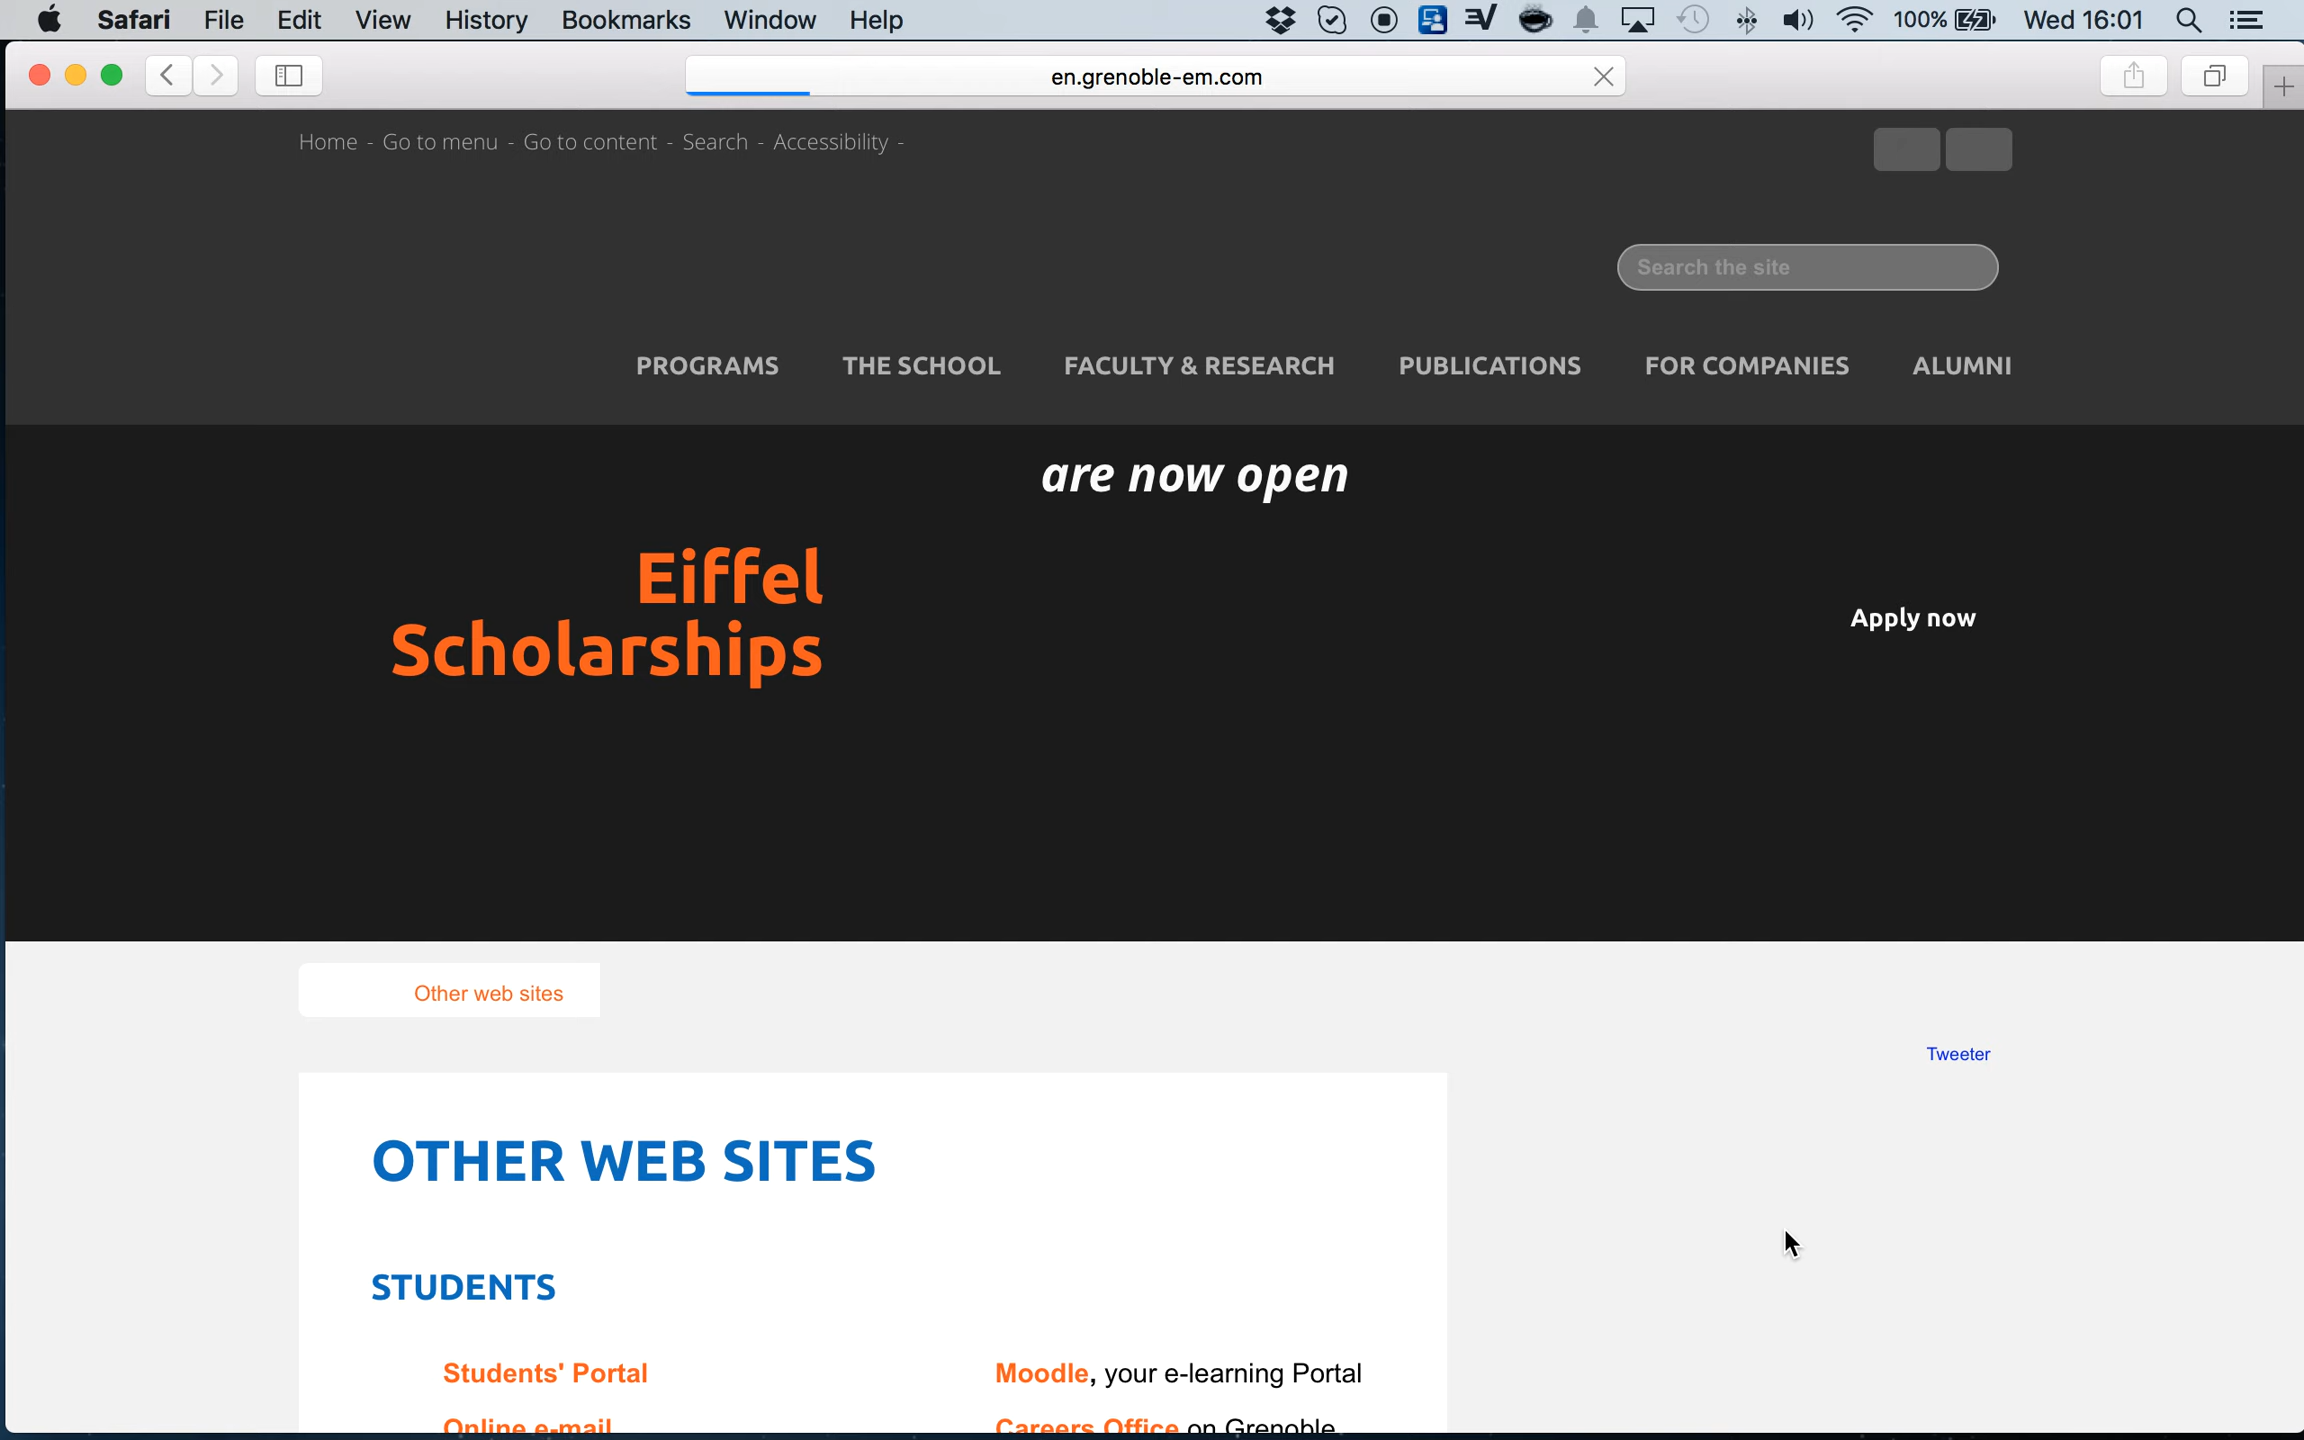 Safari File Edit View History Bookmarks Window Help 100% Wed 16:01
en.grenoble-em.com
Home - Go to menu - Go to content - Search - Accessibility -
Search the site
PROGRAMS THE SCHOOL FACULTY & RESEARCH PUBLICATIONS FOR COMPANIES ALUMNI
are now open
Eiffel
Scholarships
Apply now
Other web sites
Tweeter
OTHER WEB SITES
STUDENTS
Students' Portal Moodle, your e-learning Portal
Online e-mail Careers Office on Grenoble